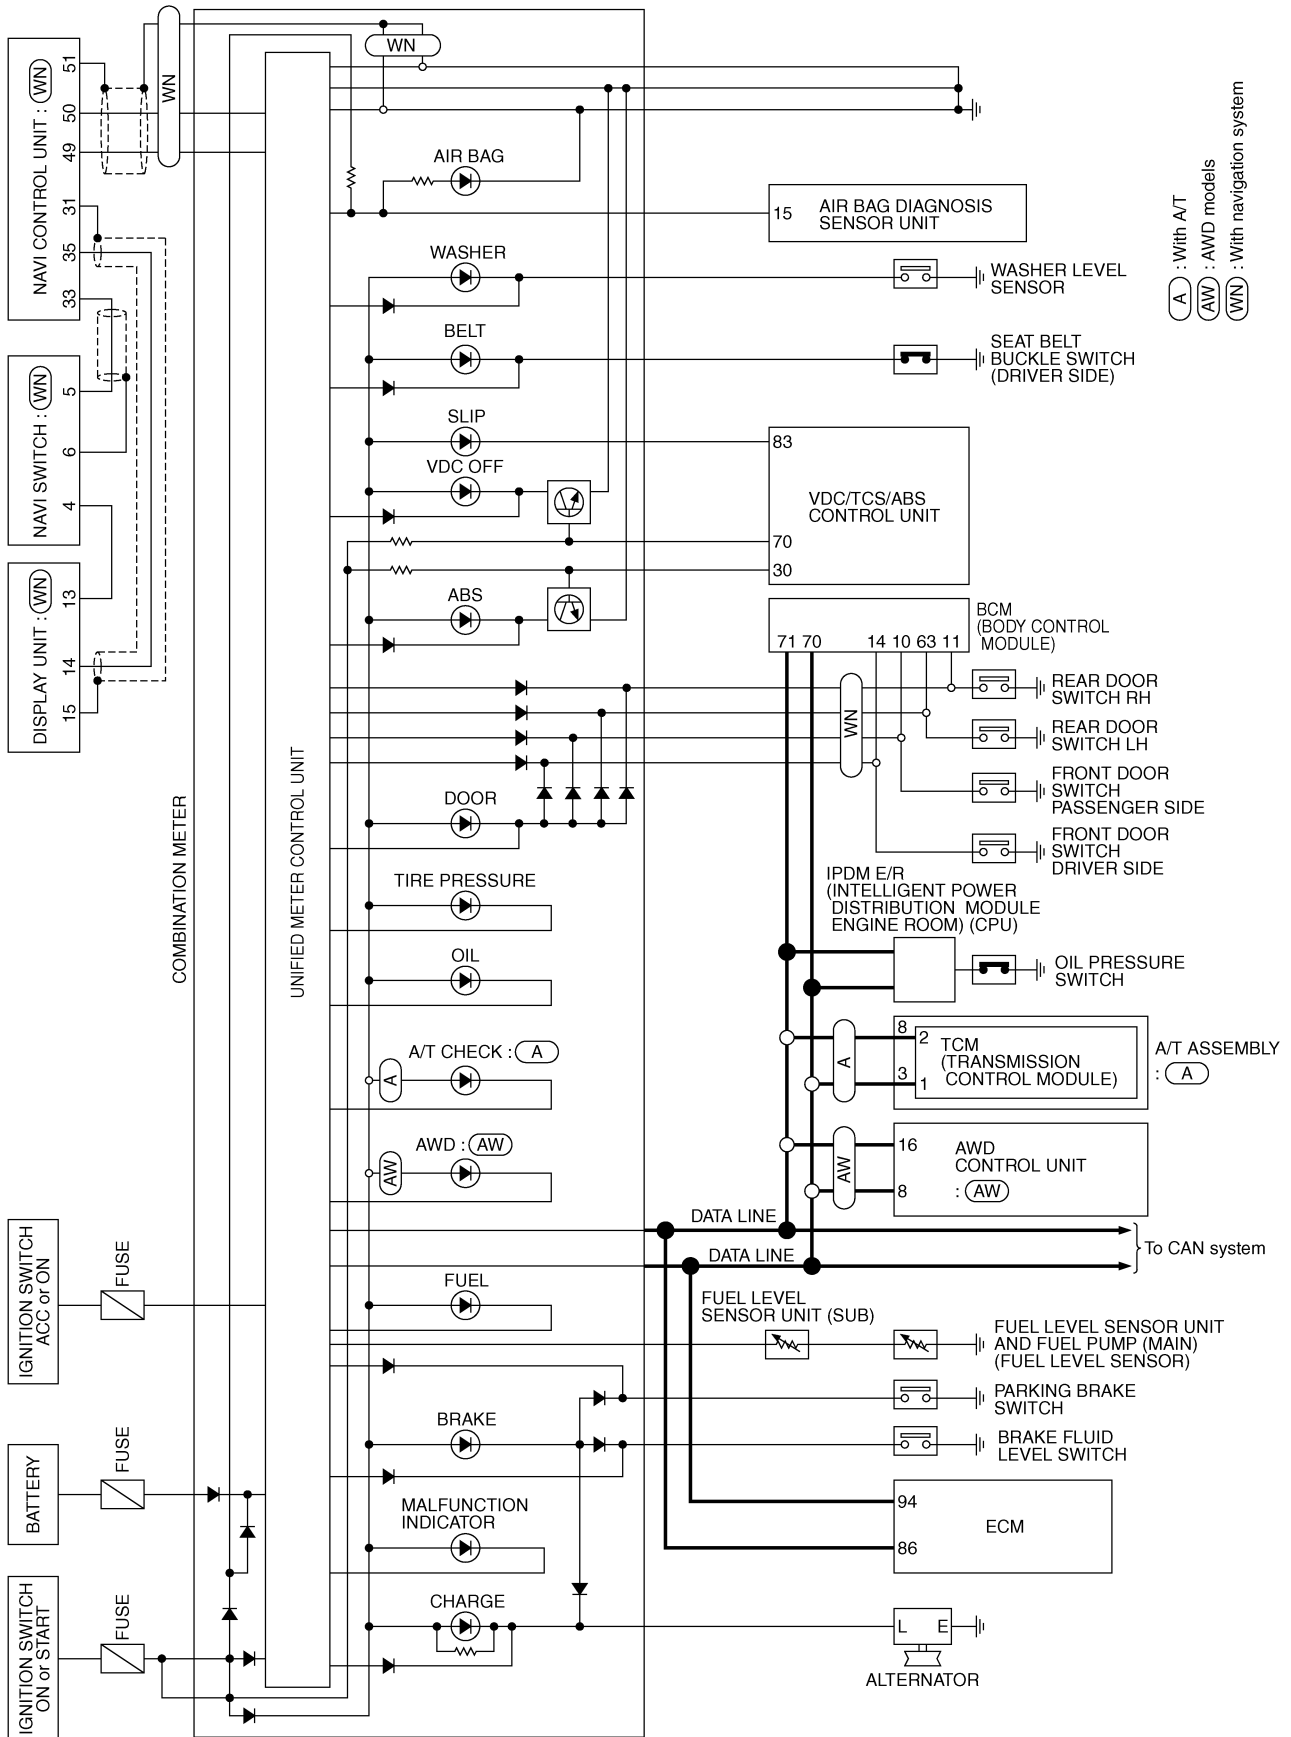 NAVI CONTROL UNIT : WN
51
50
49
31
35
33
NAVI SWITCH : WN
5
6
4
DISPLAY UNIT : WN
13
14
15
WN
WN
AIR BAG
15
AIR BAG DIAGNOSIS
SENSOR UNIT
A : With A/T
AW : AWD models
WN : With navigation system
WASHER
WASHER LEVEL
SENSOR
BELT
SEAT BELT
BUCKLE SWITCH
(DRIVER SIDE)
SLIP
83
VDC OFF
VDC/TCS/ABS
CONTROL UNIT
70
30
ABS
BCM
(BODY CONTROL
MODULE)
71 70 14 10 63 11
WN
REAR DOOR
SWITCH RH
REAR DOOR
SWITCH LH
FRONT DOOR
SWITCH
PASSENGER SIDE
FRONT DOOR
SWITCH
DRIVER SIDE
COMBINATION METER
UNIFIED METER CONTROL UNIT
DOOR
TIRE PRESSURE
IPDM E/R
(INTELLIGENT POWER
DISTRIBUTION MODULE
ENGINE ROOM) (CPU)
OIL
OIL PRESSURE
SWITCH
A/T CHECK : A
A
A
8
2
TCM
(TRANSMISSION
CONTROL MODULE)
3
1
A/T ASSEMBLY
: A
AWD : AW
AW
AW
16
AWD
CONTROL UNIT
: AW
8
DATA LINE
DATA LINE
To CAN system
IGNITION SWITCH
ACC or ON
FUSE
FUEL
FUEL LEVEL
SENSOR UNIT (SUB)
FUEL LEVEL SENSOR UNIT
AND FUEL PUMP (MAIN)
(FUEL LEVEL SENSOR)
PARKING BRAKE
SWITCH
BRAKE
BRAKE FLUID
LEVEL SWITCH
BATTERY
FUSE
MALFUNCTION
INDICATOR
94
ECM
86
IGNITION SWITCH
ON or START
FUSE
CHARGE
L E
ALTERNATOR